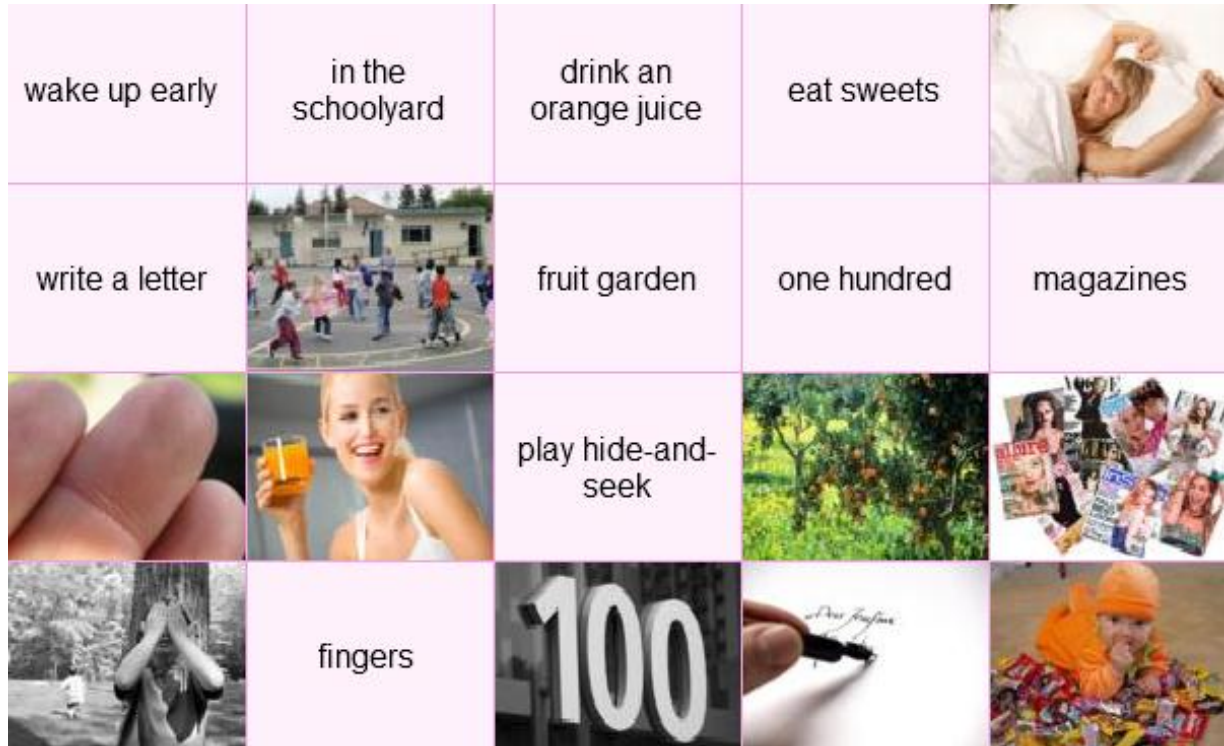 wake up early
in the
schoolyard
drink an
orange juice
eat sweets
write a letter
fruit garden
one hundred
magazines
play hide-and-
seek
fingers
100
Dear